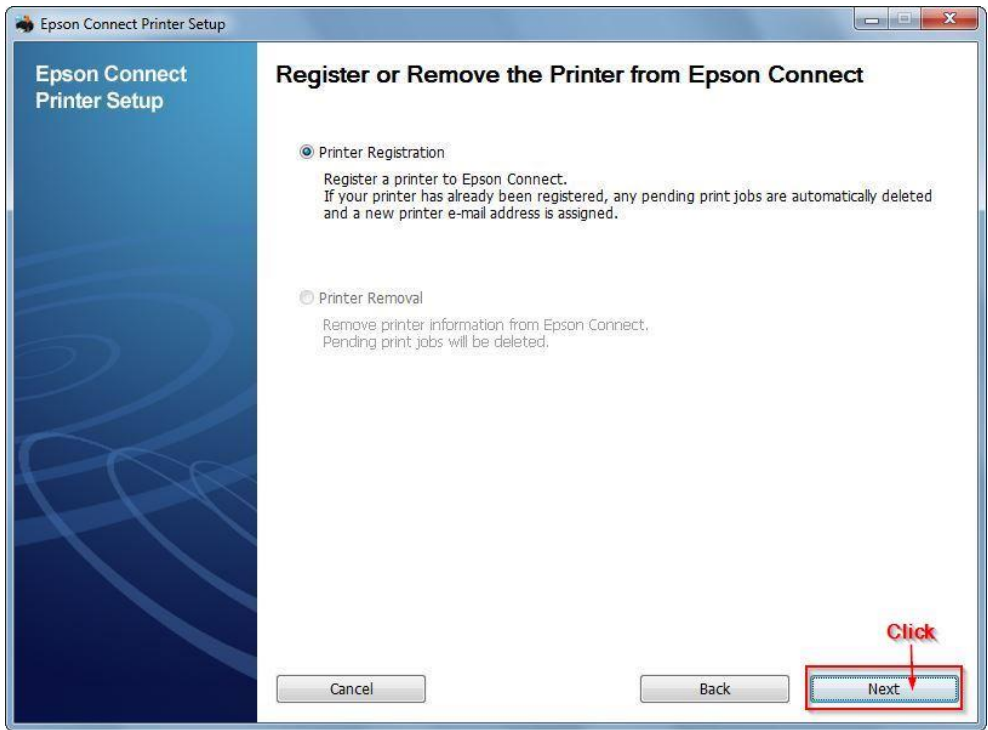 Epson Connect Printer Setup
Epson Connect
Printer Setup
Register or Remove the Printer from Epson Connect
Printer Registration
Register a printer to Epson Connect.
If your printer has already been registered, any pending print jobs are automatically deleted
and a new printer e-mail address is assigned.
Printer Removal
Remove printer information from Epson Connect.
Pending print jobs will be deleted.
Click
Cancel
Back
Next